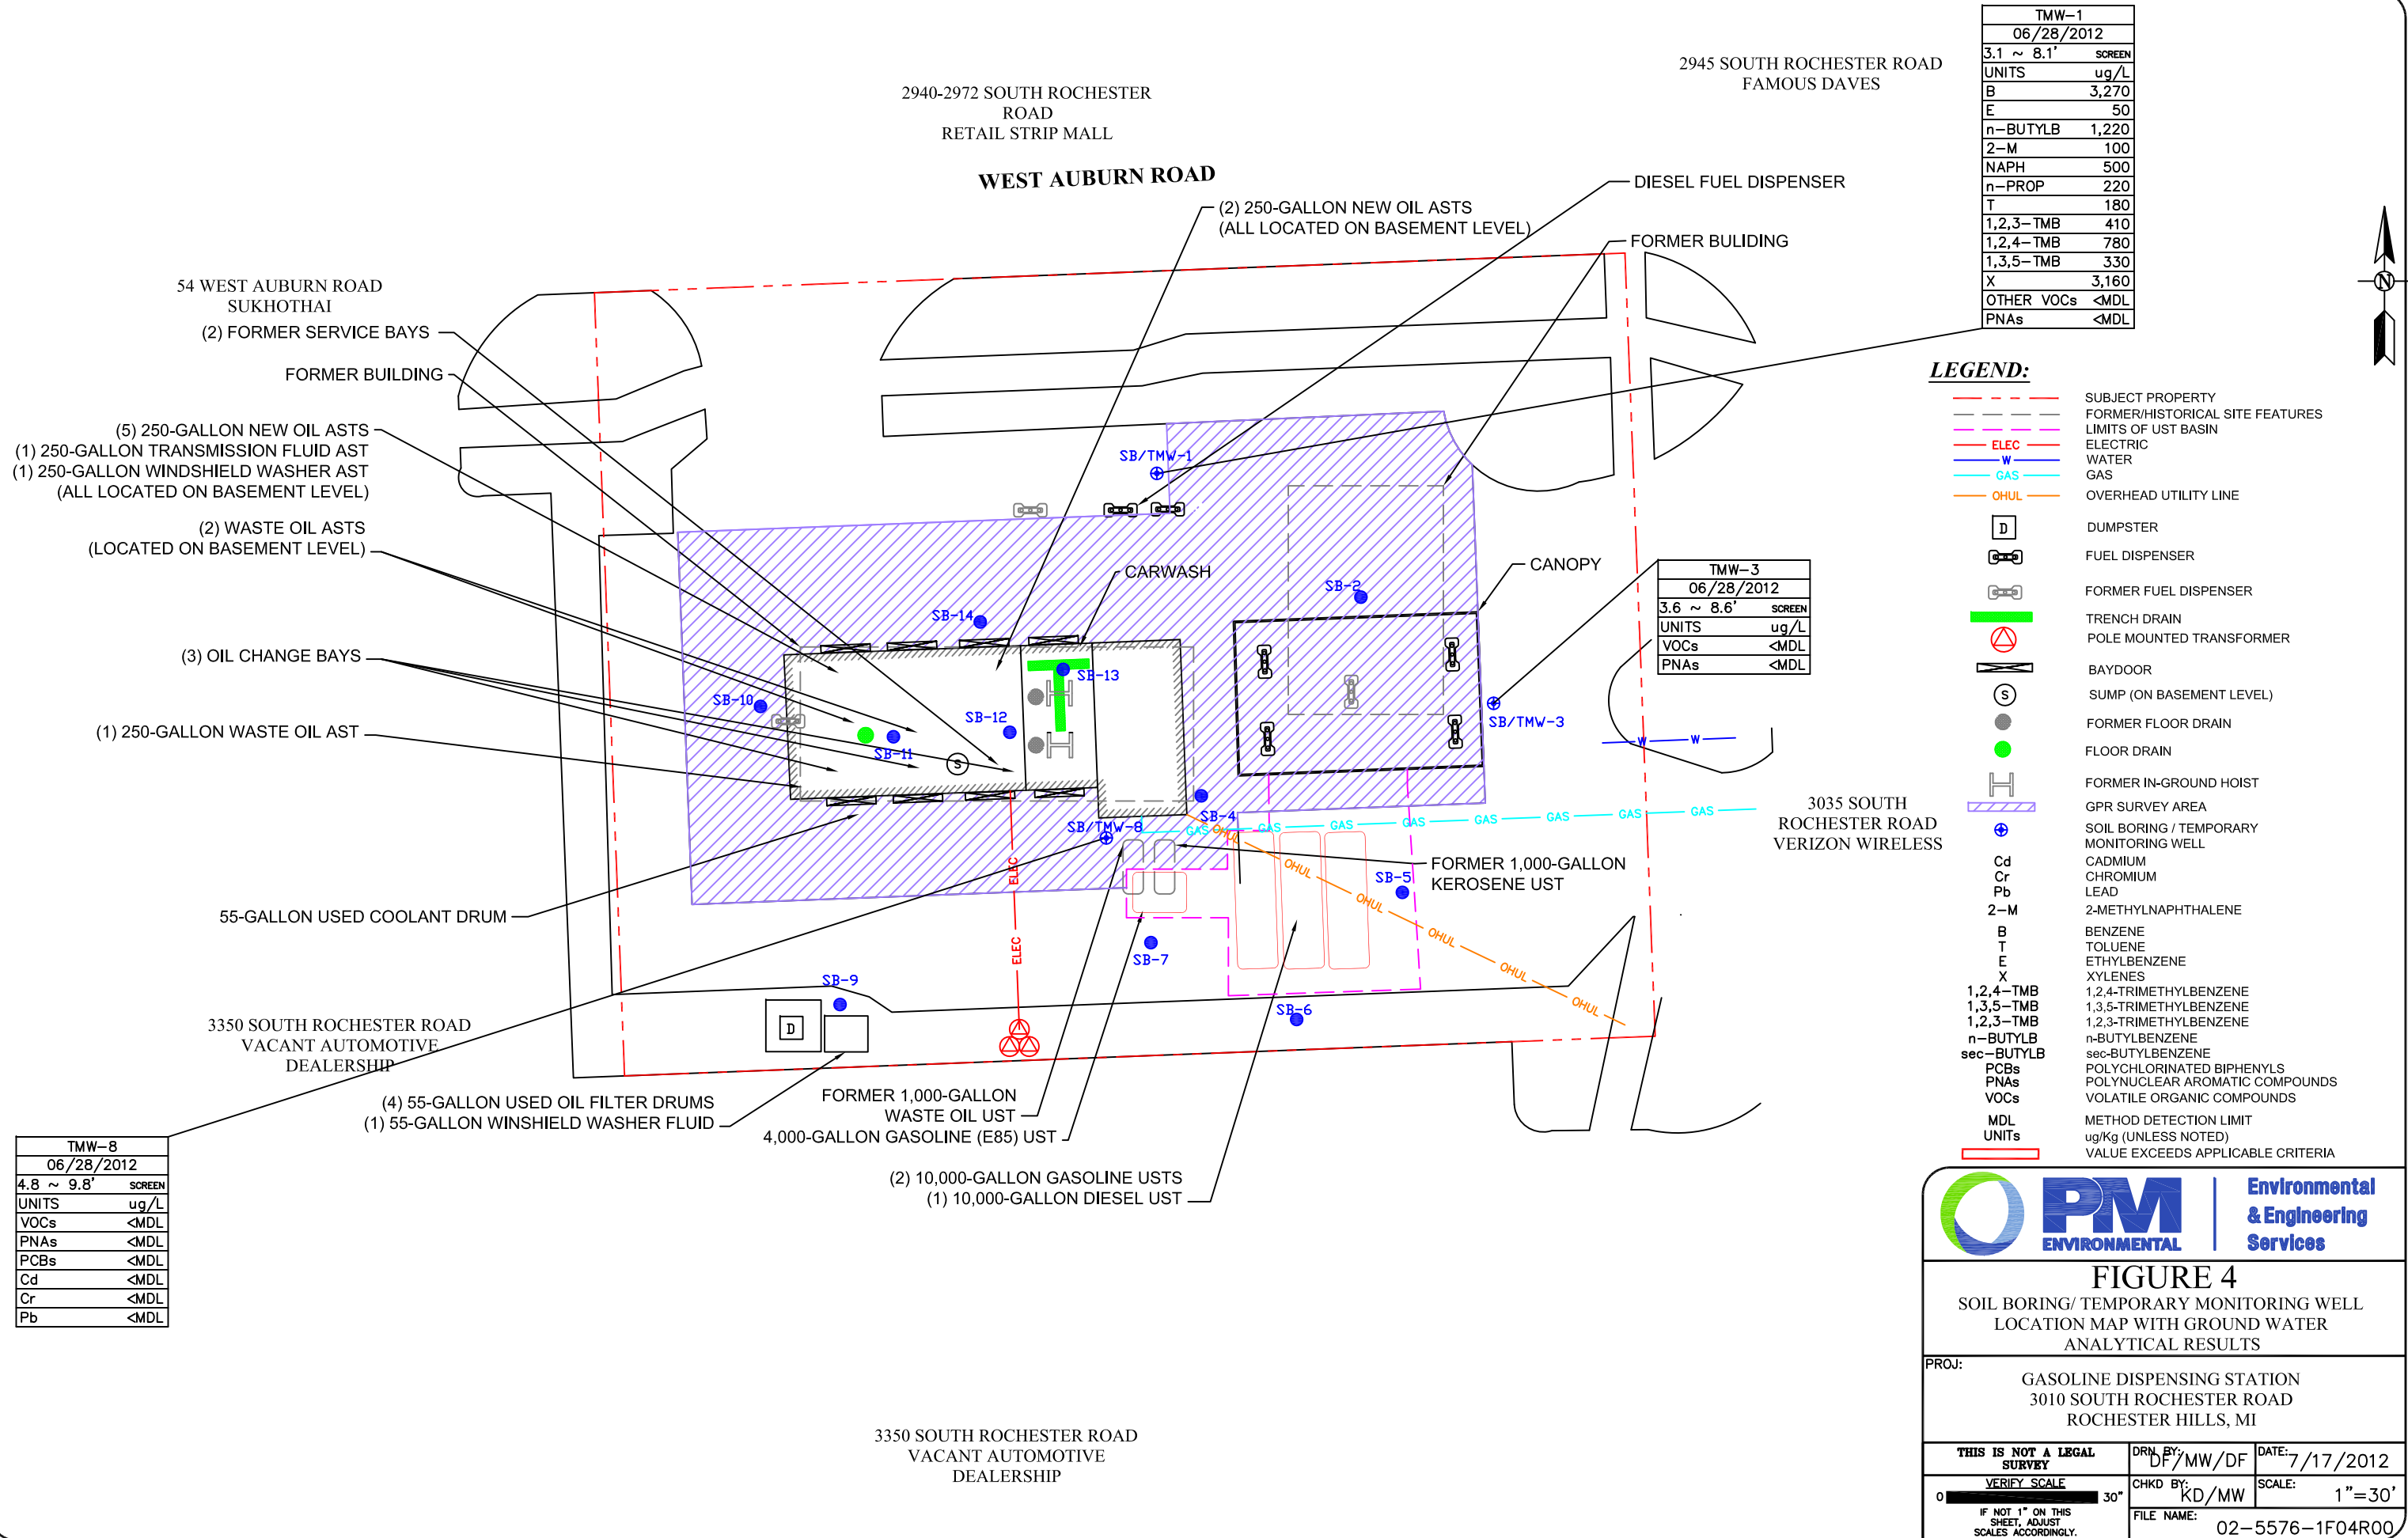 2940-2972 SOUTH ROCHESTER
ROAD
RETAIL STRIP MALL
2945 SOUTH ROCHESTER ROAD
FAMOUS DAVES
WEST AUBURN ROAD
TMW-1
06/28/2012
3.1 ~ 8.1' SCREEN
UNITS ug/L
B 3,270
E 50
n-BUTYLB 1,220
2-M 100
NAPH 500
n-PROP 220
T 180
1,2,3-TMB 410
1,2,4-TMB 780
1,3,5-TMB 330
X 3,160
OTHER VOCs <MDL
PNAs <MDL
N
DIESEL FUEL DISPENSER
(2) 250-GALLON NEW OIL ASTS
(ALL LOCATED ON BASEMENT LEVEL)
FORMER BULIDING
54 WEST AUBURN ROAD
SUKHOTHAI
(2) FORMER SERVICE BAYS
FORMER BUILDING
(5) 250-GALLON NEW OIL ASTS
(1) 250-GALLON TRANSMISSION FLUID AST
(1) 250-GALLON WINDSHIELD WASHER AST
(ALL LOCATED ON BASEMENT LEVEL)
(2) WASTE OIL ASTS
(LOCATED ON BASEMENT LEVEL)
(3) OIL CHANGE BAYS
(1) 250-GALLON WASTE OIL AST
55-GALLON USED COOLANT DRUM
SB/TMW-1
CARWASH
CANOPY
SB-2
SB-14
SB-13
SB-10
SB-12
SB-11
S
SB/TMW-3
TMW-3
06/28/2012
3.6 ~ 8.6' SCREEN
UNITS ug/L
VOCs <MDL
PNAs <MDL
W W
SB-4
SB/TMW-8
GAS GAS GAS GAS GAS GAS GAS GAS
OHUL OHUL OHUL OHUL OHUL OHUL
ELEC
ELEC
3035 SOUTH
ROCHESTER ROAD
VERIZON WIRELESS
FORMER 1,000-GALLON
KEROSENE UST
SB-5
SB-7
SB-9
SB-6
D
3350 SOUTH ROCHESTER ROAD
VACANT AUTOMOTIVE
DEALERSHIP
(4) 55-GALLON USED OIL FILTER DRUMS
(1) 55-GALLON WINSHIELD WASHER FLUID
FORMER 1,000-GALLON
WASTE OIL UST
4,000-GALLON GASOLINE (E85) UST
(2) 10,000-GALLON GASOLINE USTS
(1) 10,000-GALLON DIESEL UST
TMW-8
06/28/2012
4.8 ~ 9.8' SCREEN
UNITS ug/L
VOCs <MDL
PNAs <MDL
PCBs <MDL
Cd <MDL
Cr <MDL
Pb <MDL
3350 SOUTH ROCHESTER ROAD
VACANT AUTOMOTIVE
DEALERSHIP
LEGEND:
SUBJECT PROPERTY
FORMER/HISTORICAL SITE FEATURES
LIMITS OF UST BASIN
ELEC ELECTRIC
W WATER
GAS GAS
OHUL OVERHEAD UTILITY LINE
D DUMPSTER
FUEL DISPENSER
FORMER FUEL DISPENSER
TRENCH DRAIN
POLE MOUNTED TRANSFORMER
BAYDOOR
S SUMP (ON BASEMENT LEVEL)
FORMER FLOOR DRAIN
FLOOR DRAIN
FORMER IN-GROUND HOIST
GPR SURVEY AREA
SOIL BORING / TEMPORARY
MONITORING WELL
Cd CADMIUM
Cr CHROMIUM
Pb LEAD
2-M 2-METHYLNAPHTHALENE
B BENZENE
T TOLUENE
E ETHYLBENZENE
X XYLENES
1,2,4-TMB 1,2,4-TRIMETHYLBENZENE
1,3,5-TMB 1,3,5-TRIMETHYLBENZENE
1,2,3-TMB 1,2,3-TRIMETHYLBENZENE
n-BUTYLB n-BUTYLBENZENE
sec-BUTYLB sec-BUTYLBENZENE
PCBs POLYCHLORINATED BIPHENYLS
PNAs POLYNUCLEAR AROMATIC COMPOUNDS
VOCs VOLATILE ORGANIC COMPOUNDS
MDL METHOD DETECTION LIMIT
UNITs ug/Kg (UNLESS NOTED)
VALUE EXCEEDS APPLICABLE CRITERIA
PM
ENVIRONMENTAL
Environmental
& Engineering
Services
FIGURE 4
SOIL BORING/ TEMPORARY MONITORING WELL
LOCATION MAP WITH GROUND WATER
ANALYTICAL RESULTS
PROJ:
GASOLINE DISPENSING STATION
3010 SOUTH ROCHESTER ROAD
ROCHESTER HILLS, MI
THIS IS NOT A LEGAL
SURVEY
DRN BY: DF/MW/DF
DATE: 7/17/2012
VERIFY SCALE
0 30"
IF NOT 1" ON THIS
SHEET, ADJUST
SCALES ACCORDINGLY.
CHKD BY: KD/MW
SCALE: 1"=30'
FILE NAME: 02-5576-1F04R00